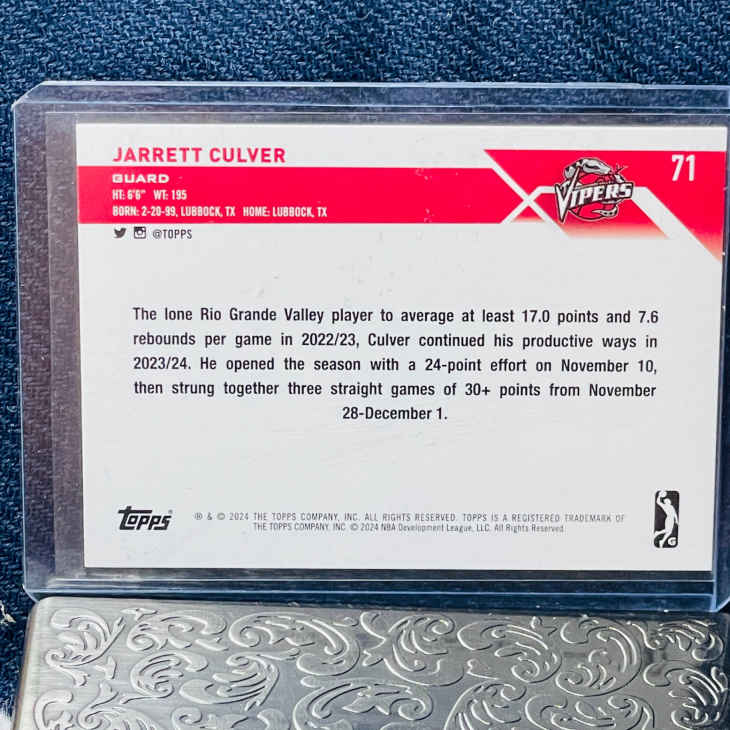 JARRETT CULVER
GUARD
HT: 6'6" WT: 195
BORN: 2-20-99, LUBBOCK, TX HOME: LUBBOCK, TX
@TOPPS
VIPERS
71
The lone Rio Grande Valley player to average at least 17.0 points and 7.6
rebounds per game in 2022/23, Culver continued his productive ways in
2023/24. He opened the season with a 24-point effort on November 10,
then strung together three straight games of 30+ points from November
28-December 1.
TOPPS
® & © 2024 THE TOPPS COMPANY, INC. ALL RIGHTS RESERVED. TOPPS IS A REGISTERED TRADEMARK OF
THE TOPPS COMPANY, INC. © 2024 NBA Development League, LLC. All Rights Reserved.
G